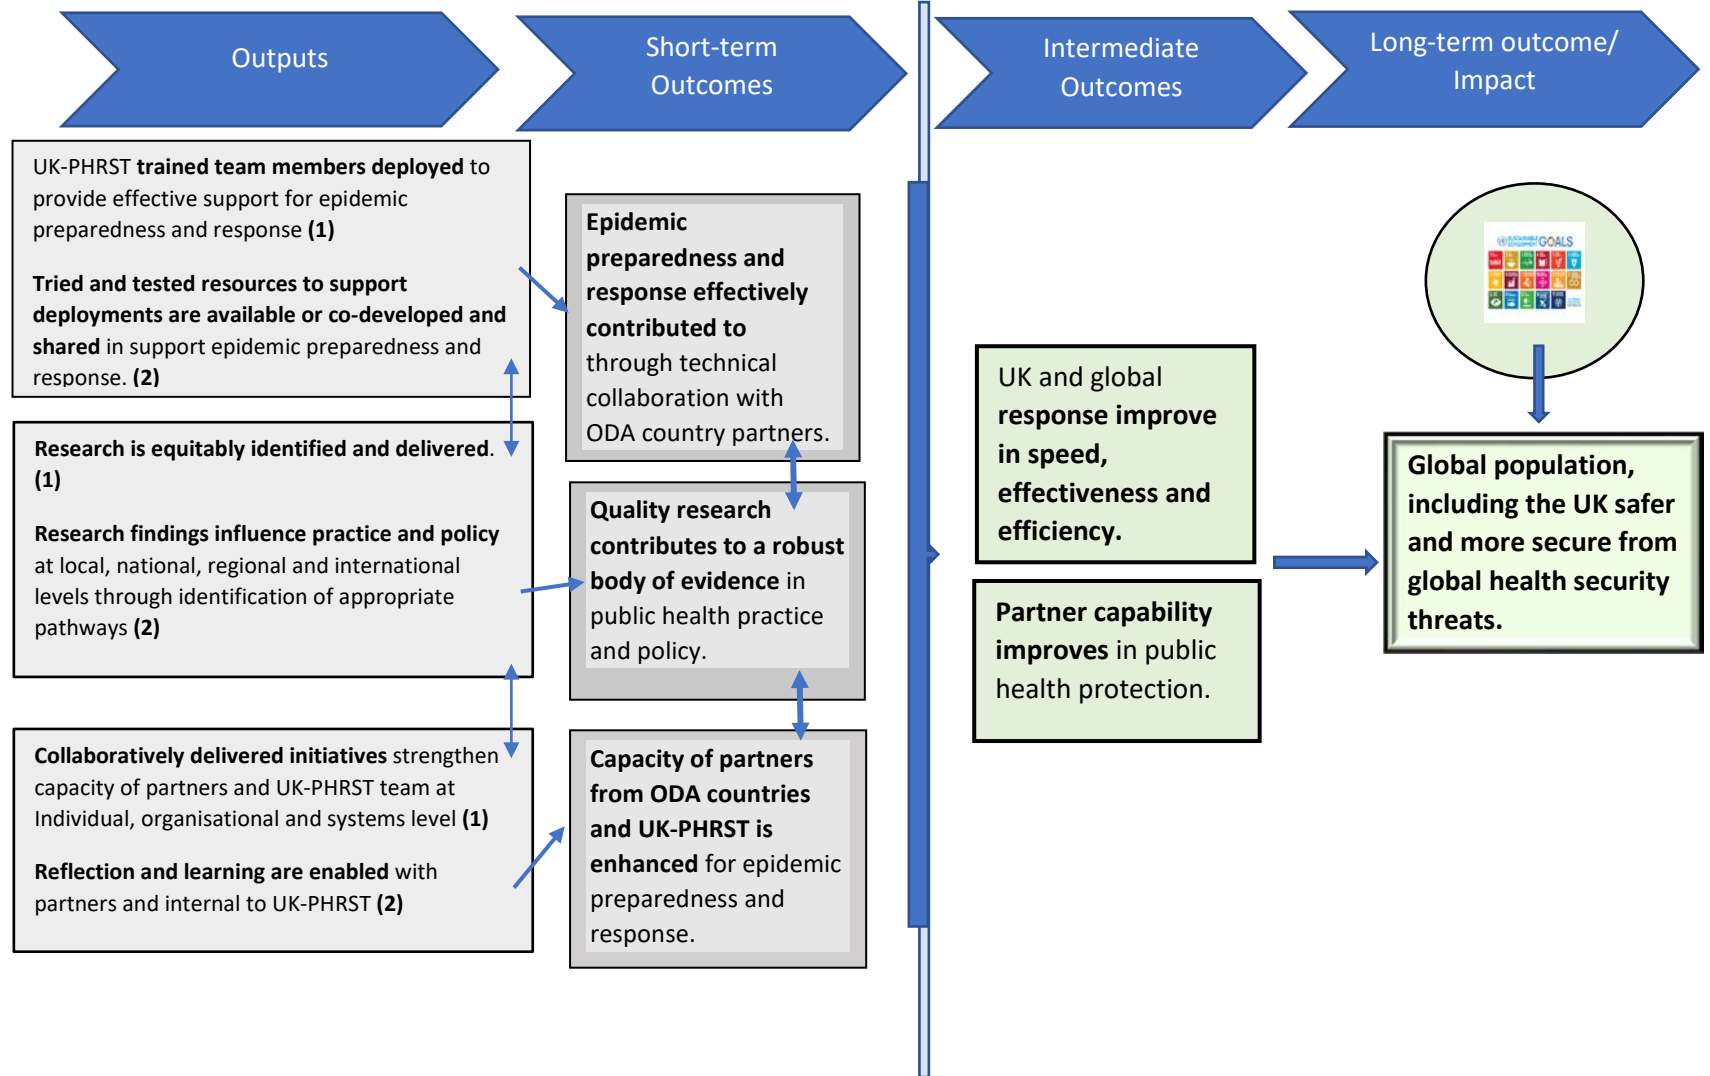 Outputs
Short-term
Outcomes
Intermediate
Outcomes
Long-term outcome/
Impact
UK-PHRST trained team members deployed to
provide effective support for epidemic
preparedness and response (1)
Tried and tested resources to support
deployments are available or co-developed and
shared in support epidemic preparedness and
response. (2)
Research is equitably identified and delivered.
(1)
Research findings influence practice and policy
at local, national, regional and international
levels through identification of appropriate
pathways (2)
Collaboratively delivered initiatives strengthen
capacity of partners and UK-PHRST team at
Individual, organisational and systems level (1)
Reflection and learning are enabled with
partners and internal to UK-PHRST (2)
Epidemic
preparedness and
response effectively
contributed to
through technical
collaboration with
ODA country partners.
Quality research
contributes to a robust
body of evidence in
public health practice
and policy.
Capacity of partners
from ODA countries
and UK-PHRST is
enhanced for epidemic
preparedness and
response.
UK and global
response improve
in speed,
effectiveness and
efficiency.
Partner capability
improves in public
health protection.
GOALS
Global population,
including the UK safer
and more secure from
global health security
threats.